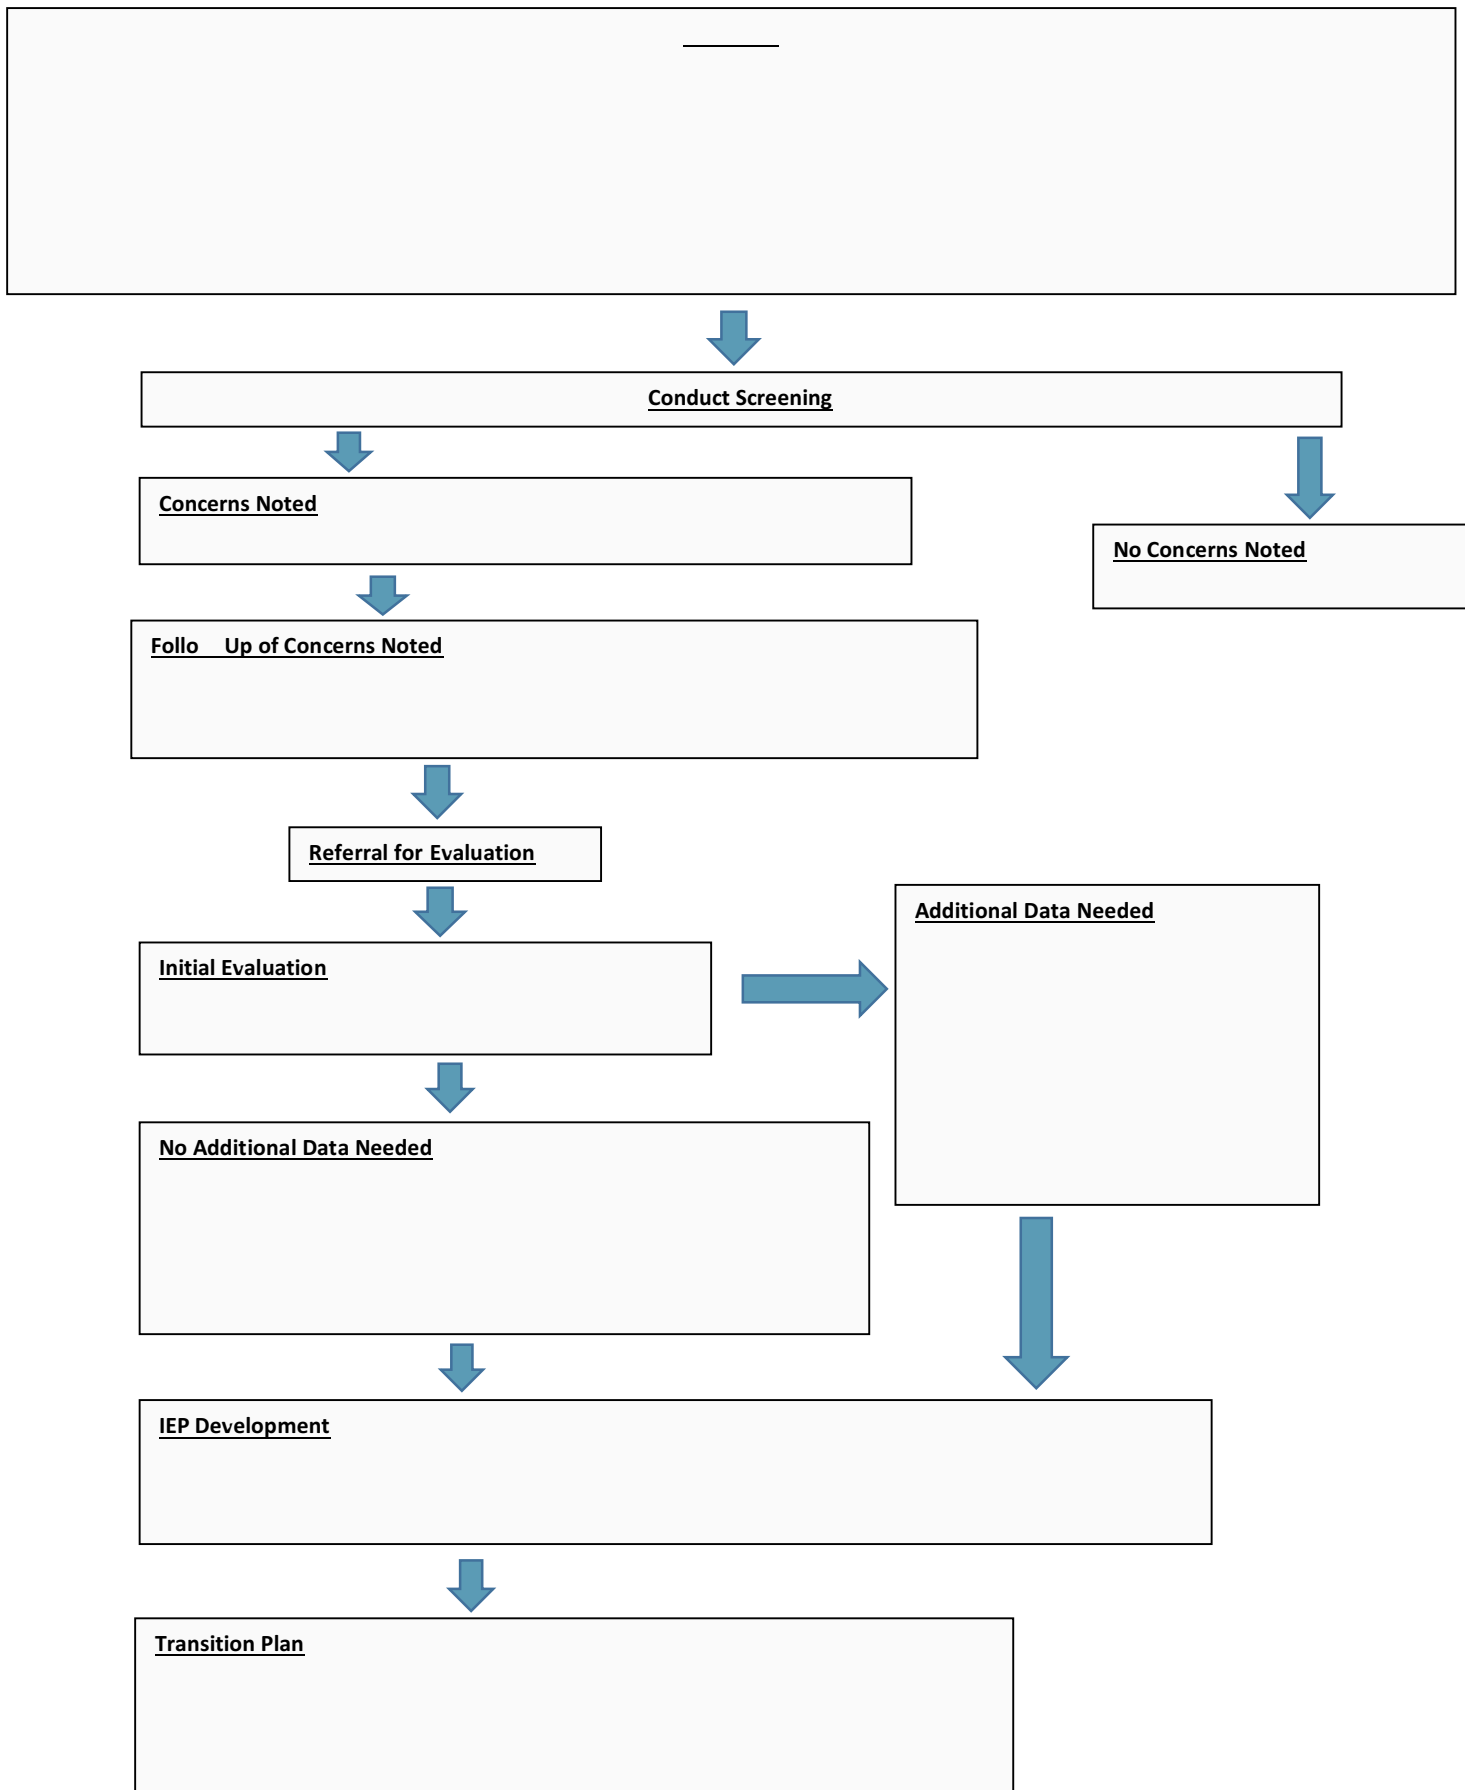 Conduct Screening
Concerns Noted
No Concerns Noted
Follo   Up of Concerns Noted
Referral for Evaluation
Additional Data Needed
Initial Evaluation
No Additional Data Needed
IEP Development
Transition Plan